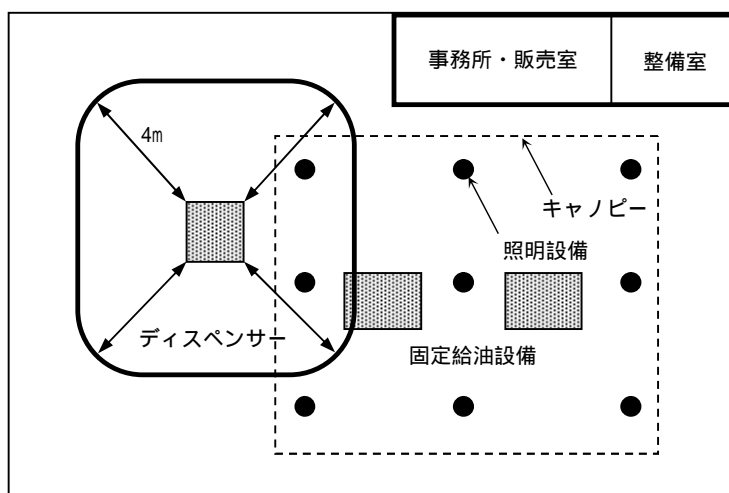 事務所・販売室
整備室
4m
キャノピー
照明設備
ディスペンサー
固定給油設備